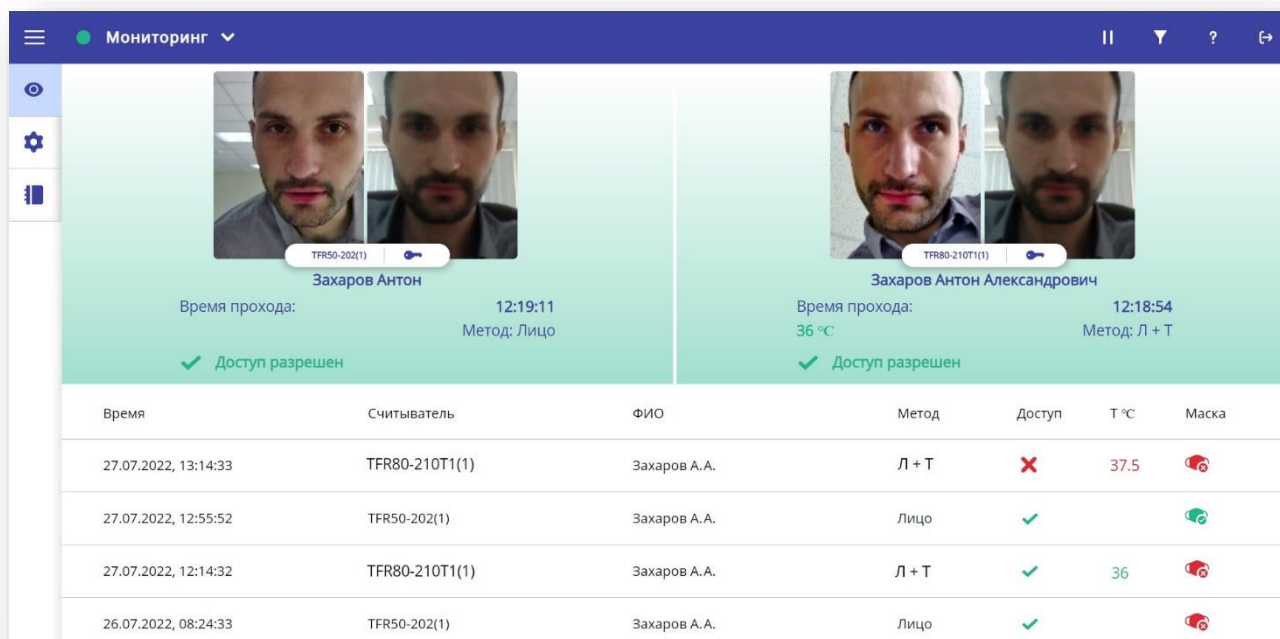 Мониторинг ?
TFR50-202(1)
Захаров Антон
Время прохода: 12:19:11
Метод: Лицо
Доступ разрешен
TFR80-210T1(1)
Захаров Антон Александрович
Время прохода: 12:18:54
36 °C Метод: Л + Т
Доступ разрешен
Время Считыватель ФИО Метод Доступ T °C Маска
27.07.2022, 13:14:33 TFR80-210T1(1) Захаров А.А. Л + Т 37.5
27.07.2022, 12:55:52 TFR50-202(1) Захаров А.А. Лицо
27.07.2022, 12:14:32 TFR80-210T1(1) Захаров А.А. Л + Т 36
26.07.2022, 08:24:33 TFR50-202(1) Захаров А.А. Лицо